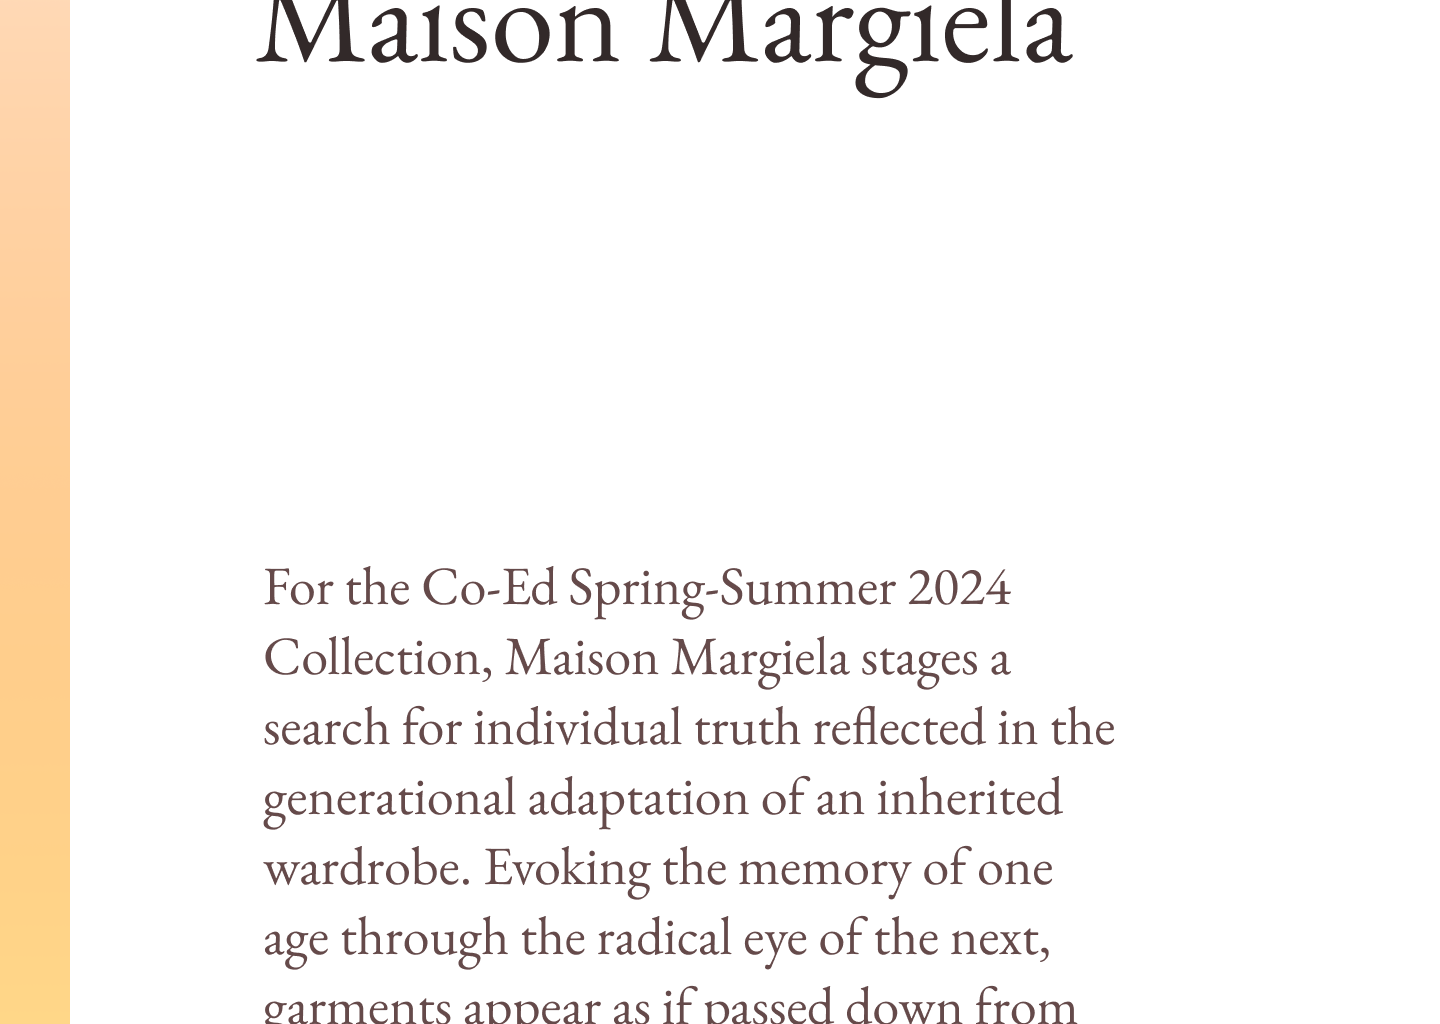 Maison Margiela
For the Co-Ed Spring-Summer 2024
Collection, Maison Margiela stages a
search for individual truth reflected in the
generational adaptation of an inherited
wardrobe. Evoking the memory of one
age through the radical eye of the next,
garments appear as if passed down from